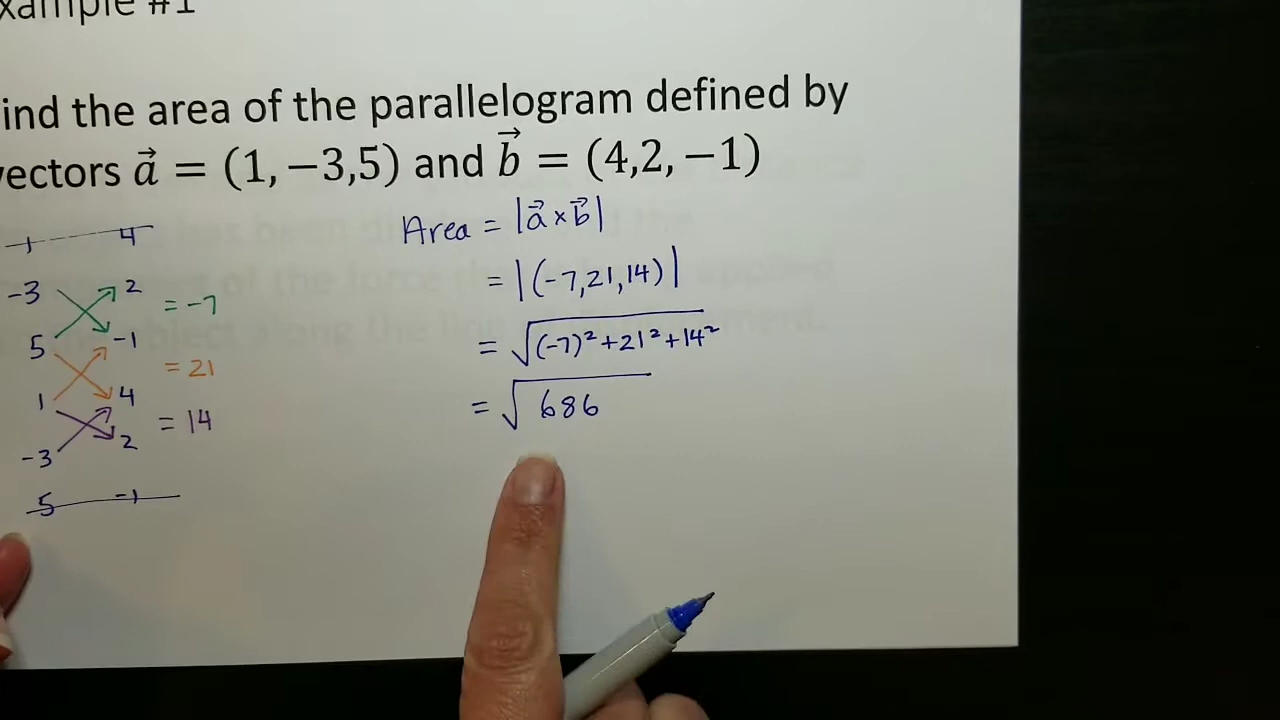 xample #1
ind the area of the parallelogram defined by
vectors a⃗ = (1, −3,5) and b⃗ = (4,2, −1)
1 4
-3 2 = -7
5 -1
= 21
1 4
= 14
-3 2
5 -1
Area = |a⃗ × b⃗|
= |(-7,21,14)|
= √(-7)² + 21² + 14²
= √686